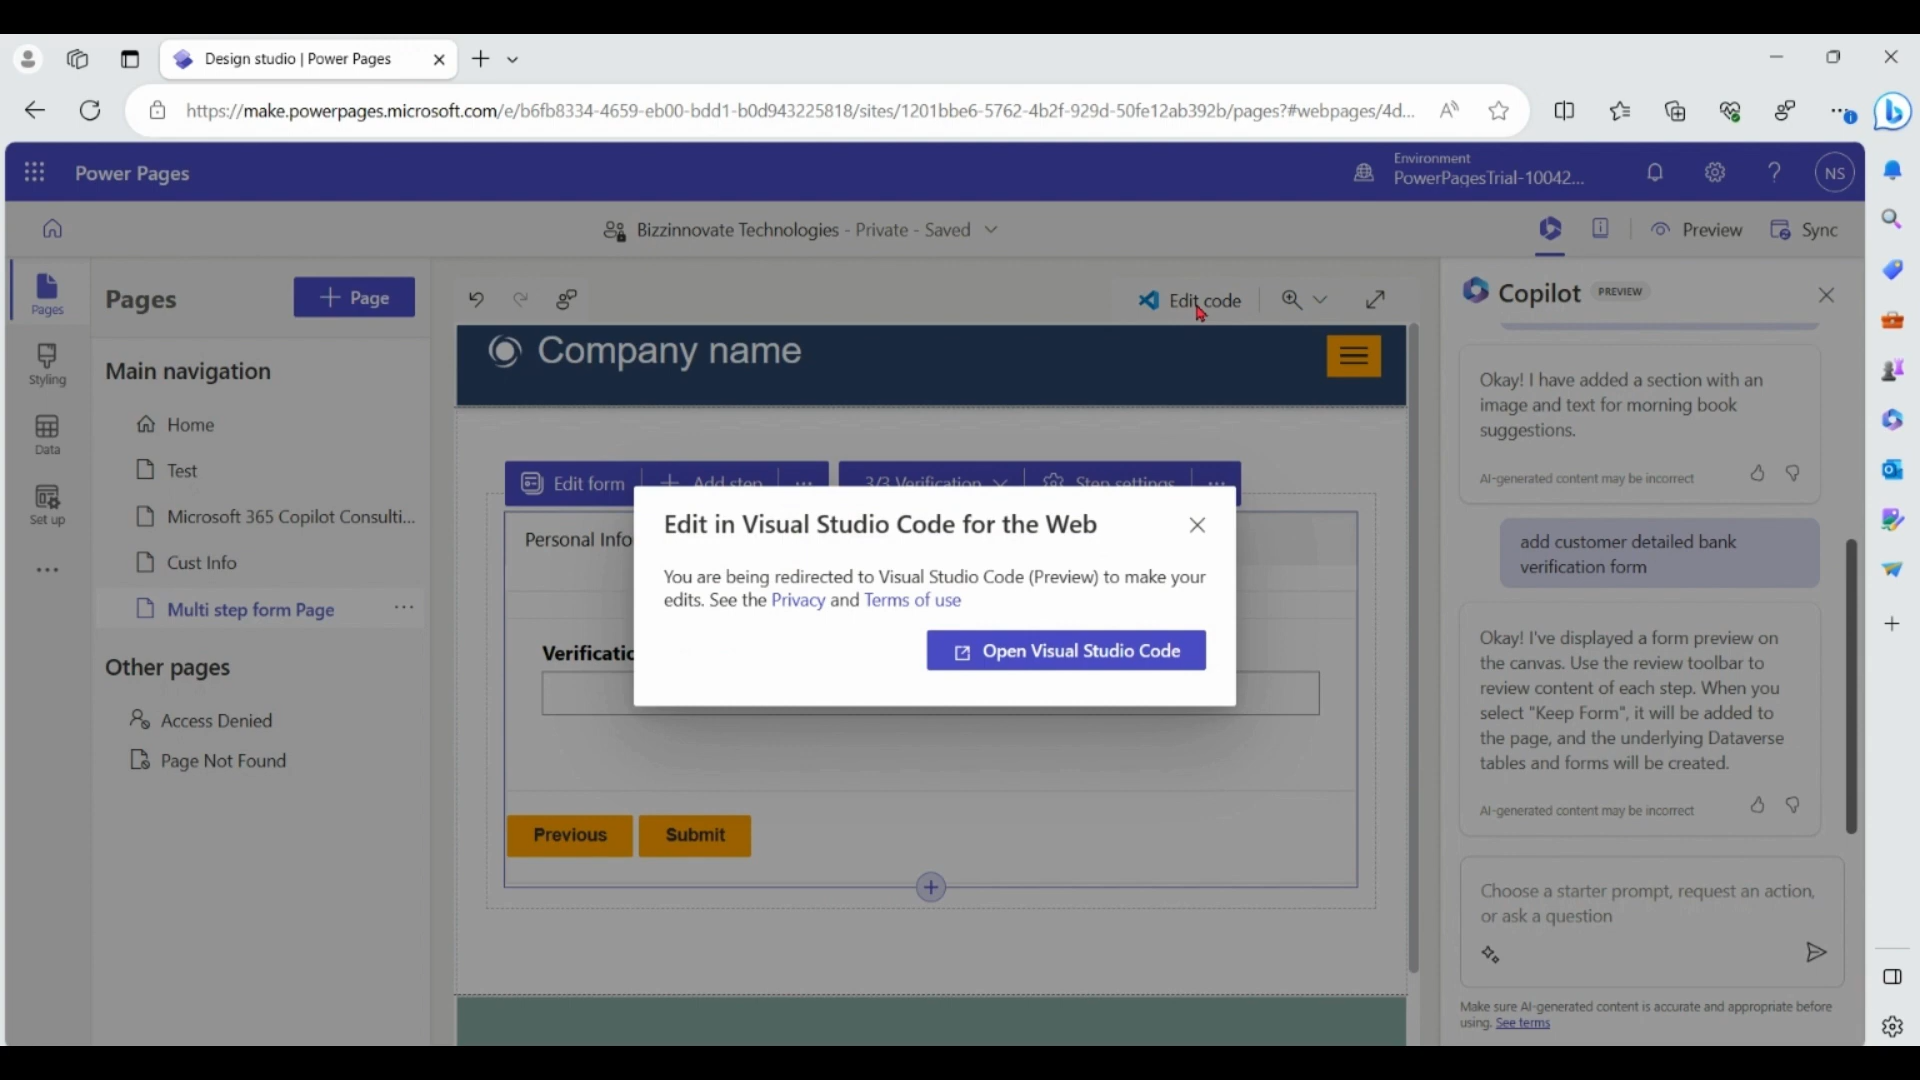 Design studio | Power Pages
https://make.powerpages.microsoft.com/e/b6fb8334-4659-eb00-bdd1-b0d943225818/sites/1201bbe6-5762-4b2f-929d-50fe12ab392b/pages?#webpages/4d...
Power Pages
Environment
PowerPagesTrial-10042...
NS
Bizzinnovate Technologies - Private - Saved
Preview
Sync
Pages
Styling
Data
Set up
Pages
Page
Main navigation
Home
Test
Microsoft 365 Copilot Consulti...
Cust Info
Multi step form Page
Other pages
Access Denied
Page Not Found
Edit code
Company name
Edit form
Add step
3/3 Verification
Step settings
Personal Info
Verificatio
Previous
Submit
Edit in Visual Studio Code for the Web
You are being redirected to Visual Studio Code (Preview) to make your
edits. See the Privacy and Terms of use
Open Visual Studio Code
Copilot
PREVIEW
Okay! I have added a section with an
image and text for morning book
suggestions.
AI-generated content may be incorrect
add customer detailed bank
verification form
Okay! I've displayed a form preview on
the canvas. Use the review toolbar to
review content of each step. When you
select "Keep Form", it will be added to
the page, and the underlying Dataverse
tables and forms will be created.
AI-generated content may be incorrect
Choose a starter prompt, request an action,
or ask a question
Make sure AI-generated content is accurate and appropriate before
using. See terms